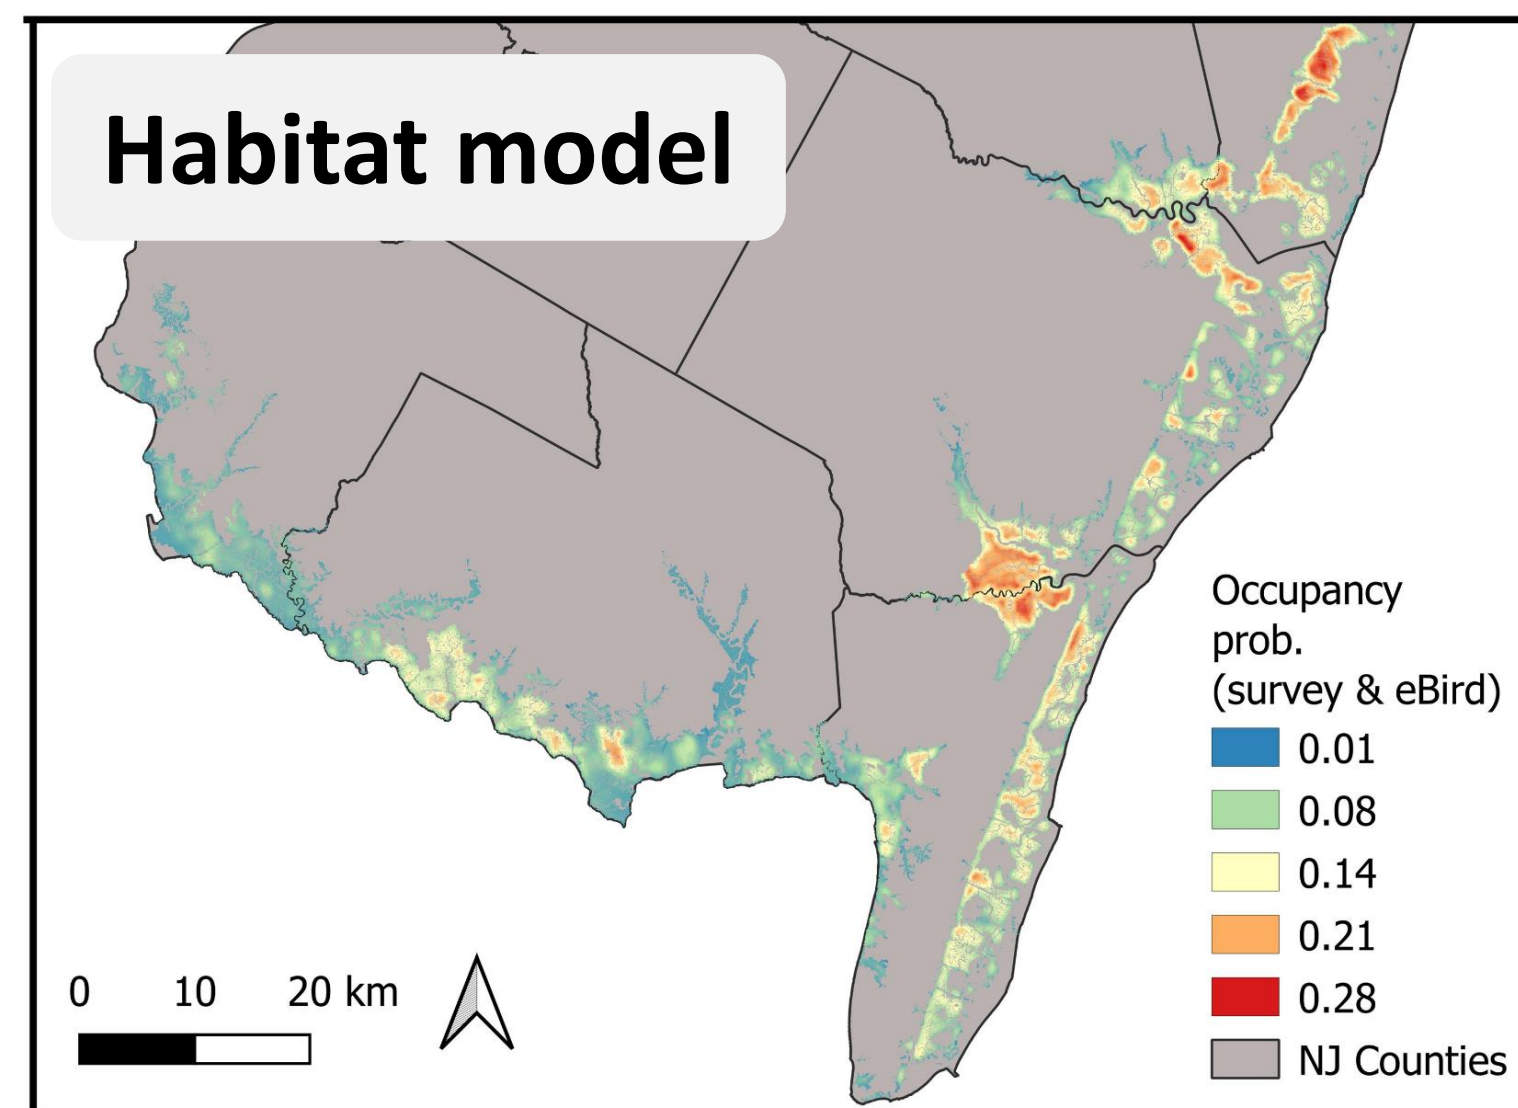 Habitat model
Occupancy
prob.
(survey & eBird)
0.01
0.08
0.14
0.21
0.28
NJ Counties
0 10 20 km